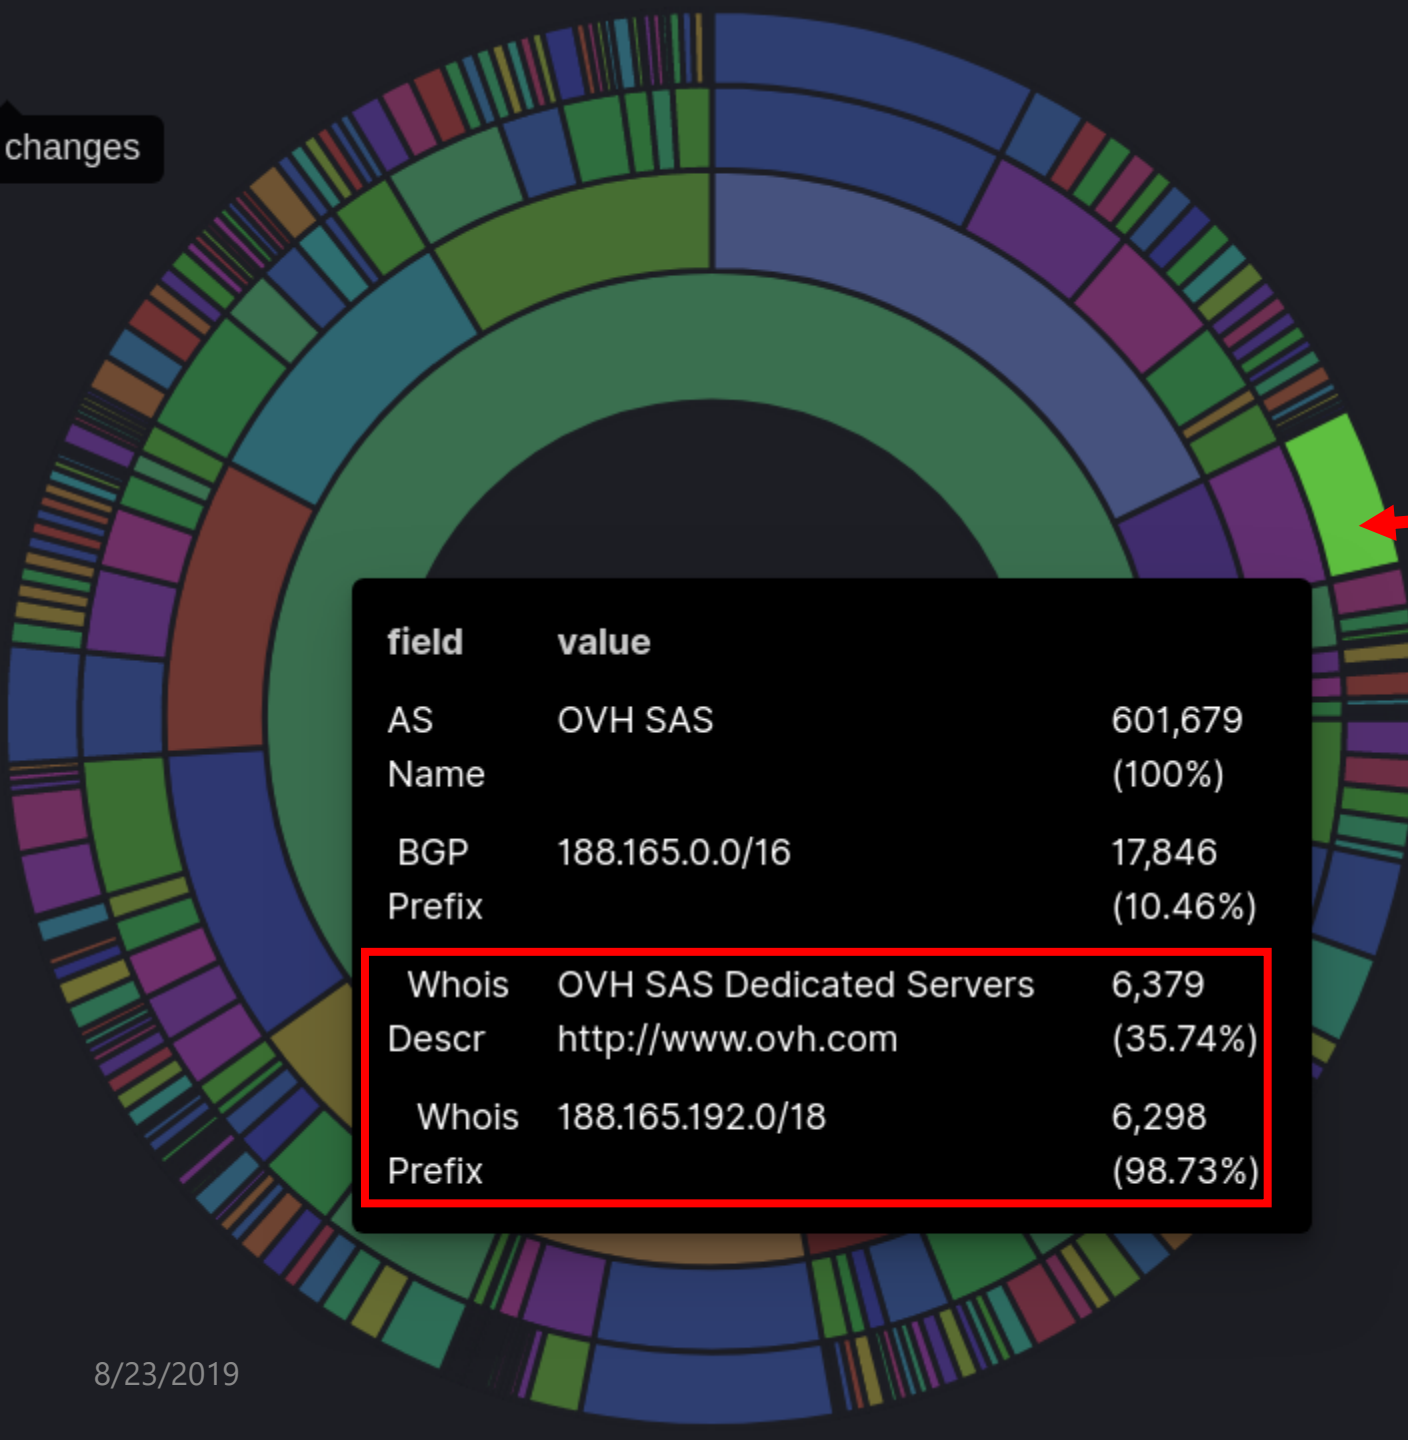 changes
field value
AS Name OVH SAS 601,679 (100%)
BGP Prefix 188.165.0.0/16 17,846 (10.46%)
Whois Descr OVH SAS Dedicated Servers http://www.ovh.com 6,379 (35.74%)
Whois Prefix 188.165.192.0/18 6,298 (98.73%)
8/23/2019